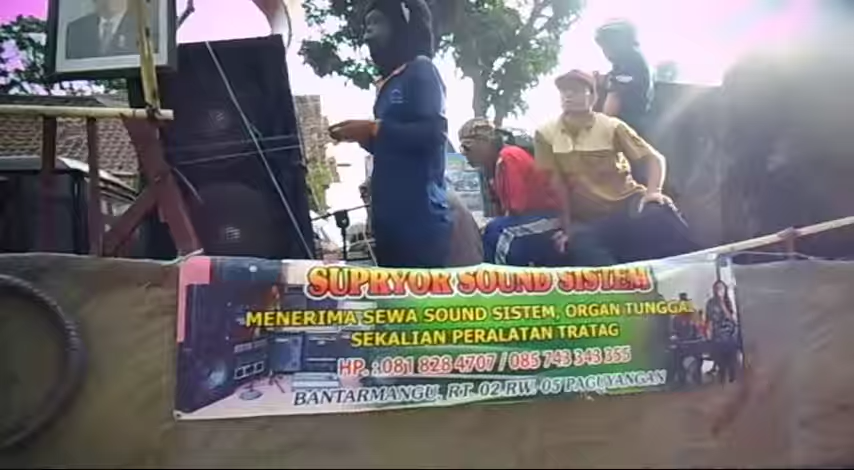 SUPRYOR SOUND SISTEM
MENERIMA SEWA SOUND SISTEM, ORGAN TUNGGAL
SEKALIAN PERALATAN TRATAG
HP. : 081 828 4707 / 085 743 343 355
BANTARMANGU, RT. 02 RW. 05 PAGUYANGAN